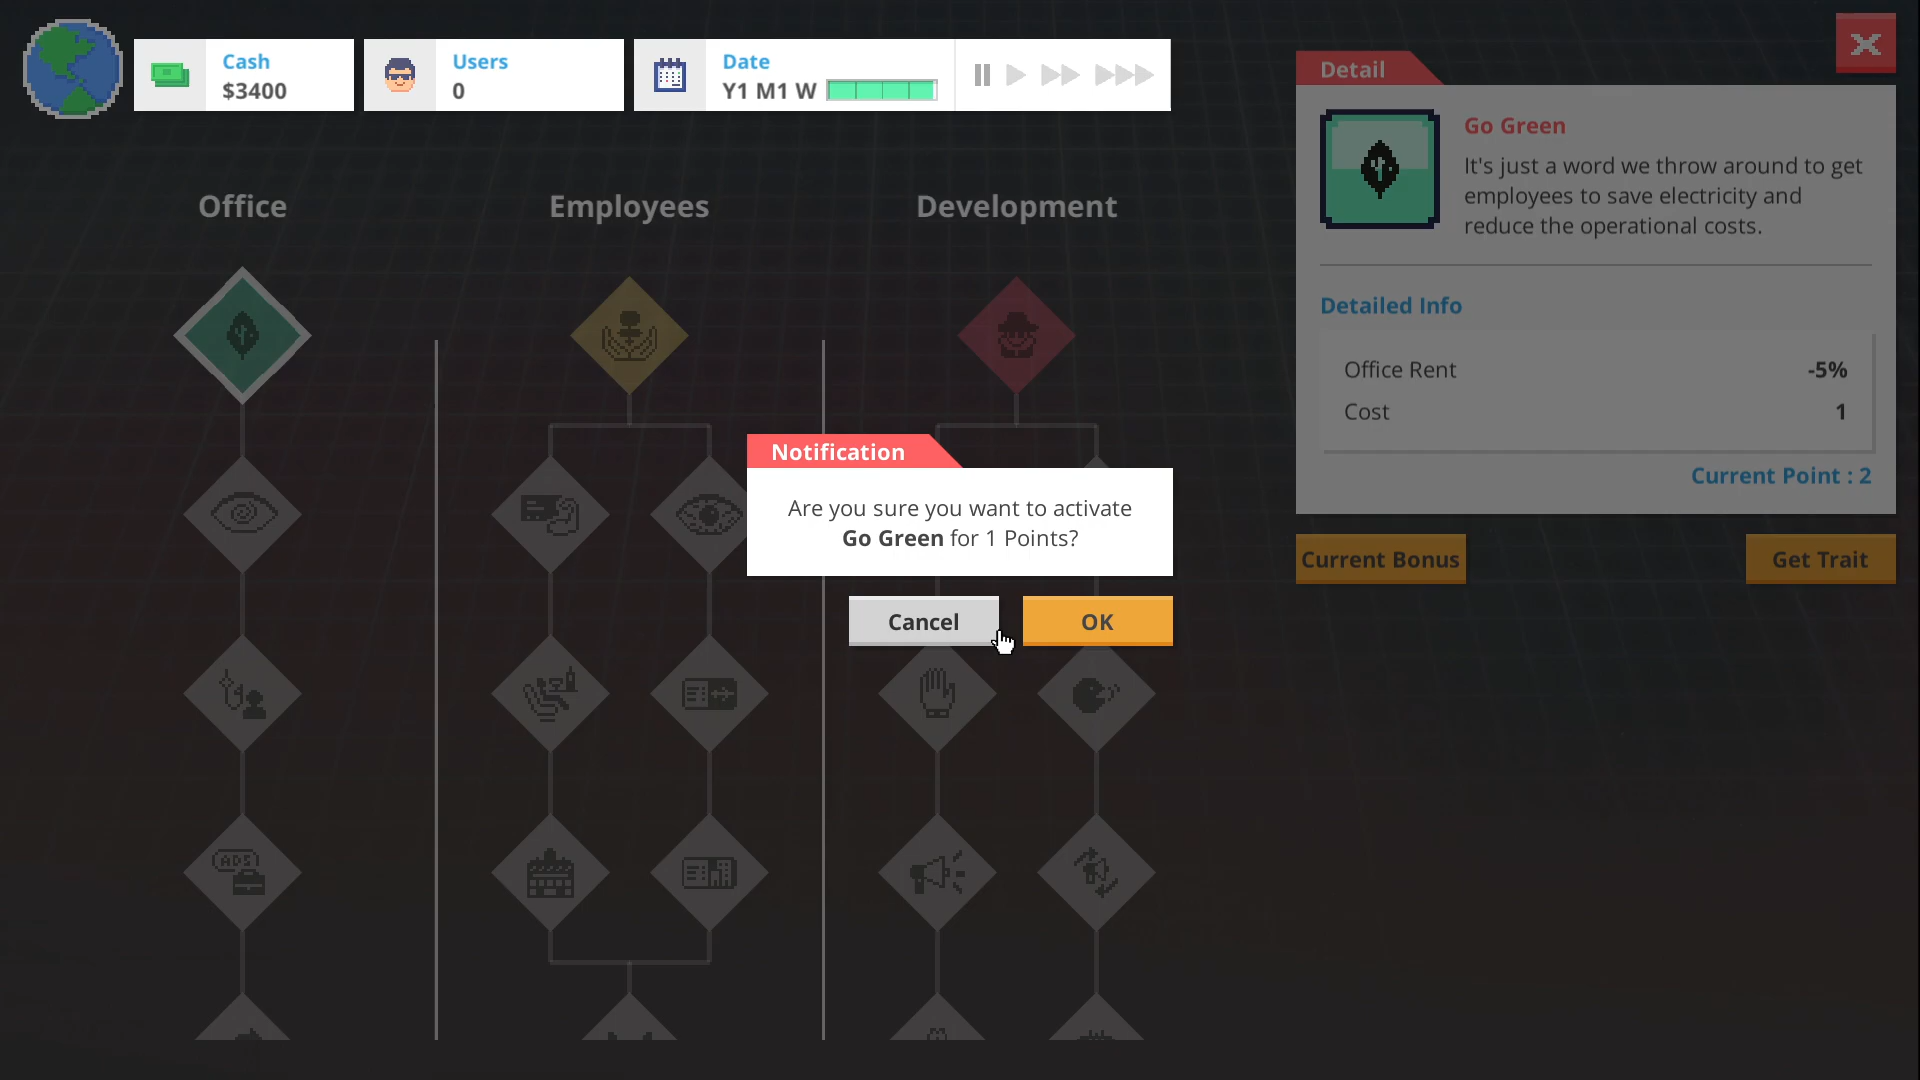 Cash
$3400
Users
0
Date
Y1 M1 W
Detail
Go Green
It's just a word we throw around to get
employees to save electricity and
reduce the operational costs.
Detailed Info
Office Rent -5%
Cost 1
Current Point : 2
Current Bonus
Get Trait
Office
Employees
Development
Notification
Are you sure you want to activate
Go Green for 1 Points?
Cancel
OK
ADS